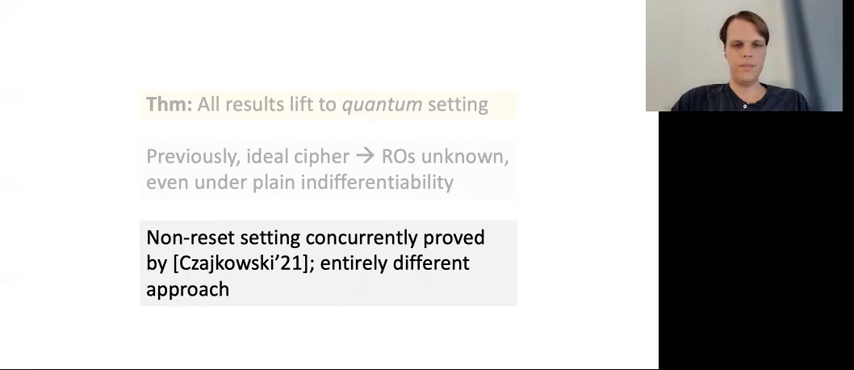 Thm: All results lift to quantum setting
Previously, ideal cipher → ROs unknown,
even under plain indifferentiability
Non-reset setting concurrently proved
by [Czajkowski’21]; entirely different
approach